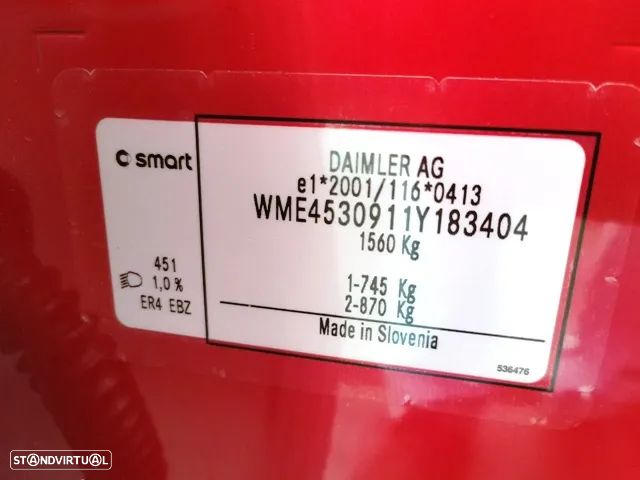 smart
DAIMLER AG
e1*2001/116*0413
WME4530911Y183404
1560 Kg
451
1,0%
ER4 EBZ
1-745 Kg
2-870 Kg
Made in Slovenia
536476
STANDVIRTUAL